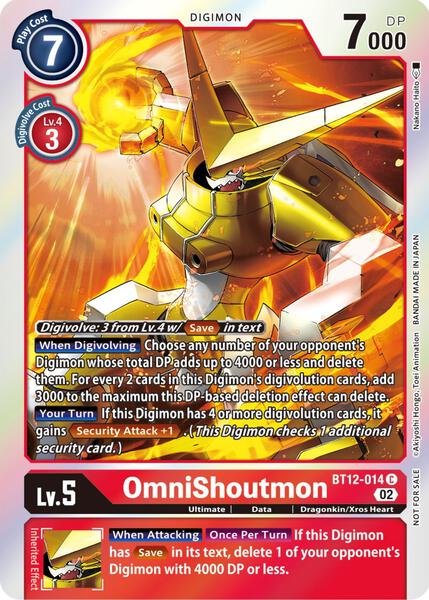 Play Cost
7
DIGIMON
7000
DP
Digivolve Cost
Lv.4
3
Nakano Haito
©Akiyoshi Hongo, Toei Animation BANDAI MADE IN JAPAN
NOT FOR SALE
Digivolve: 3 from Lv.4 w/ Save in text
When Digivolving Choose any number of your opponent's
Digimon whose total DP adds up to 4000 or less and delete
them. For every 2 cards in this Digimon's digivolution cards, add
3000 to the maximum this DP-based deletion effect can delete.
Your Turn If this Digimon has 4 or more digivolution cards, it
gains Security Attack +1 . (This Digimon checks 1 additional
security card.)
Lv.5
OmniShoutmon
BT12-014 C
02
Ultimate | Data | Dragonkin/Xros Heart
Inherited Effect
When Attacking Once Per Turn If this Digimon
has Save in its text, delete 1 of your opponent's
Digimon with 4000 DP or less.